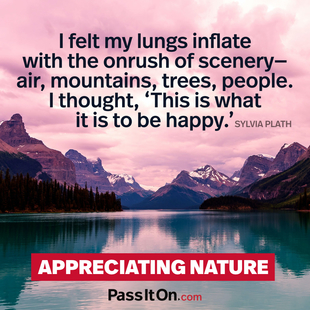 I felt my lungs inflate
with the onrush of scenery—
air, mountains, trees, people.
I thought, ‘This is what
it is to be happy.’ SYLVIA PLATH
APPRECIATING NATURE
PassItOn.com